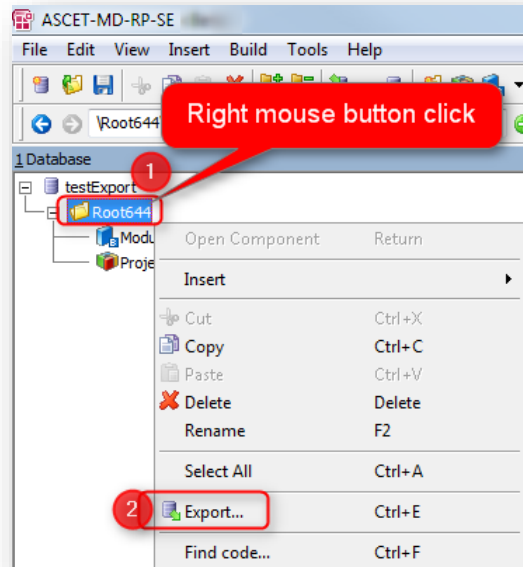 ASCET-MD-RP-SE
File Edit View Insert Build Tools Help
\Root644
Right mouse button click
1 Database
1
testExport
Root644
Modu
Proje
Open Component Return
Insert
Cut Ctrl+X
Copy Ctrl+C
Paste Ctrl+V
Delete Delete
Rename F2
Select All Ctrl+A
2 Export... Ctrl+E
Find code... Ctrl+F